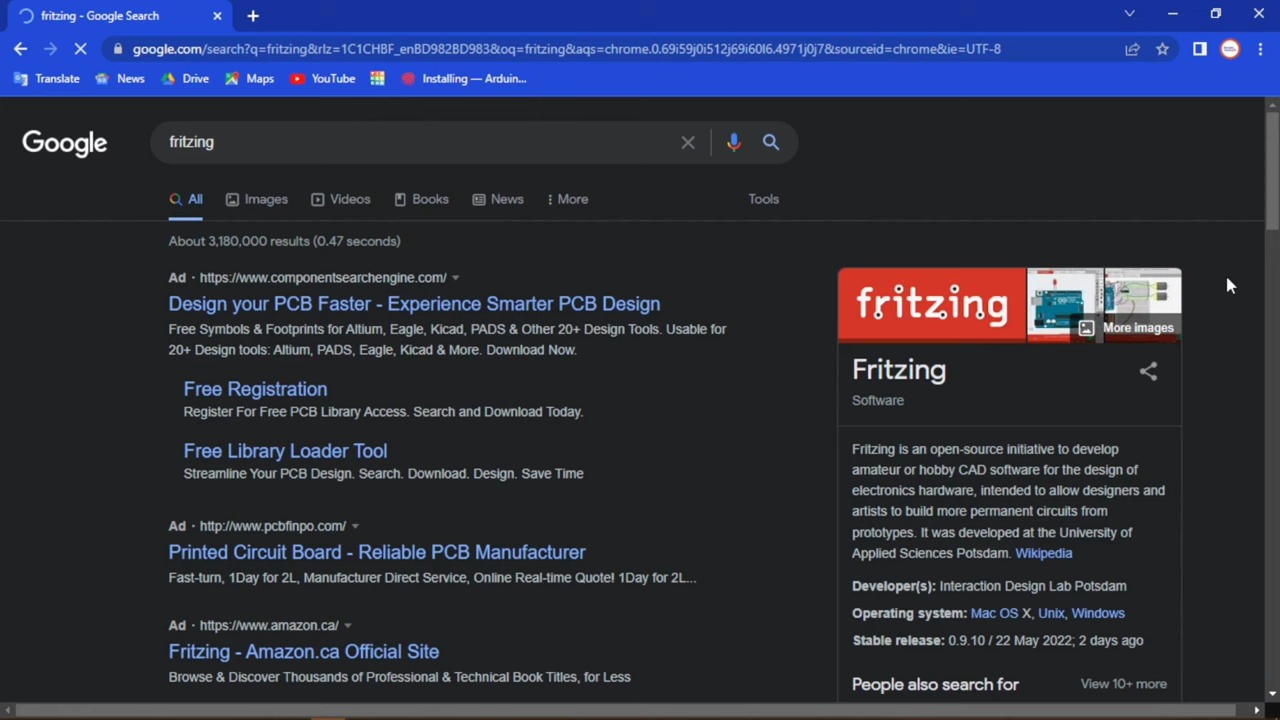 fritzing - Google Search
google.com/search?q=fritzing&rlz=1C1CHBF_enBD982BD983&oq=fritzing&aqs=chrome.0.69i59j0i512j69i60l6.4971j0j7&sourceid=chrome&ie=UTF-8
Translate News Drive Maps YouTube Installing — Arduin...
Google
fritzing
All Images Videos Books News More Tools
About 3,180,000 results (0.47 seconds)
Ad · https://www.componentsearchengine.com/
Design your PCB Faster - Experience Smarter PCB Design
Free Symbols & Footprints for Altium, Eagle, Kicad, PADS & Other 20+ Design Tools. Usable for
20+ Design tools: Altium, PADS, Eagle, Kicad & More. Download Now.
Free Registration
Register For Free PCB Library Access. Search and Download Today.
Free Library Loader Tool
Streamline Your PCB Design. Search. Download. Design. Save Time
Ad · http://www.pcbfinpo.com/
Printed Circuit Board - Reliable PCB Manufacturer
Fast-turn, 1Day for 2L, Manufacturer Direct Service, Online Real-time Quote! 1Day for 2L...
Ad · https://www.amazon.ca/
Fritzing - Amazon.ca Official Site
Browse & Discover Thousands of Professional & Technical Book Titles, for Less
fritzing
More images
Fritzing
Software
Fritzing is an open-source initiative to develop
amateur or hobby CAD software for the design of
electronics hardware, intended to allow designers and
artists to build more permanent circuits from
prototypes. It was developed at the University of
Applied Sciences Potsdam. Wikipedia
Developer(s): Interaction Design Lab Potsdam
Operating system: Mac OS X, Unix, Windows
Stable release: 0.9.10 / 22 May 2022; 2 days ago
People also search for View 10+ more